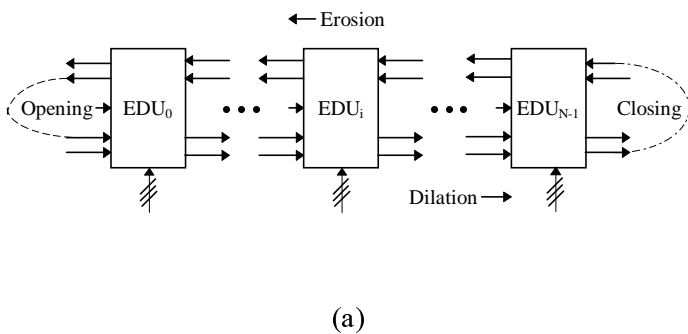 Erosion
Opening EDU0 ••• EDUi ••• EDUN-1 Closing
Dilation
(a)